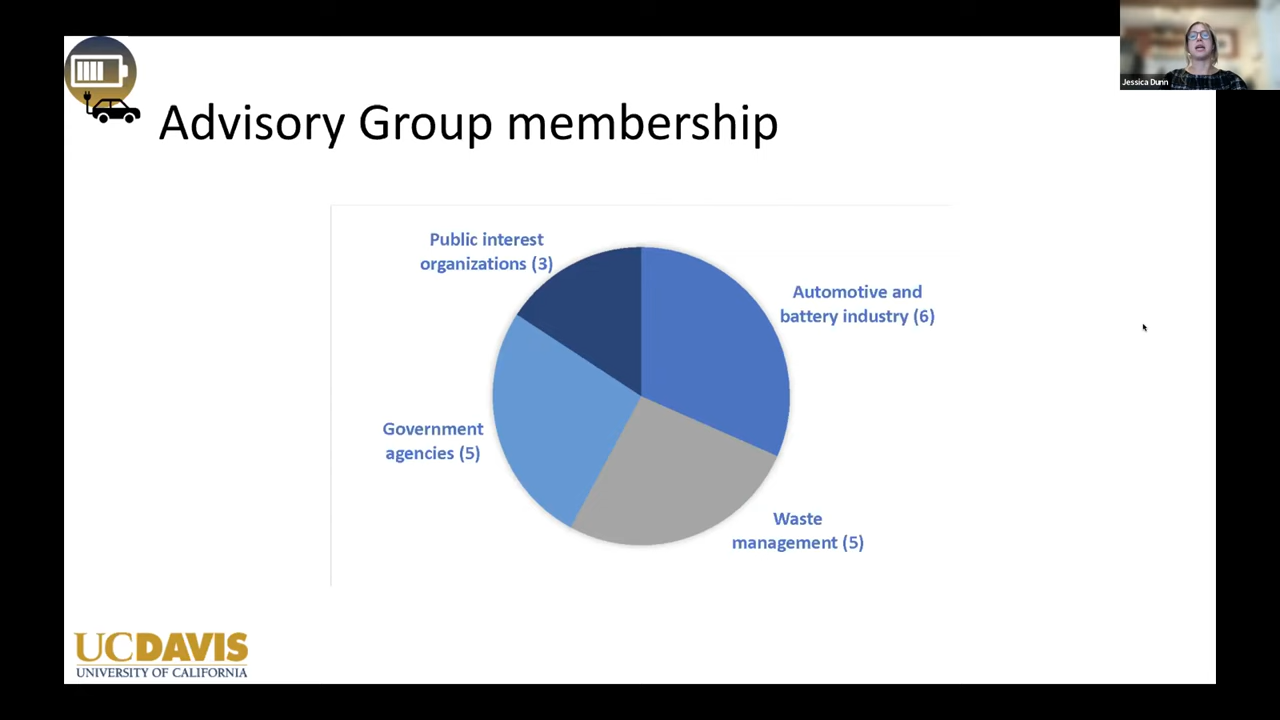 Jessica Dunn
Advisory Group membership
Public interest
organizations (3)
Automotive and
battery industry (6)
Government
agencies (5)
Waste
management (5)
UCDAVIS
UNIVERSITY OF CALIFORNIA